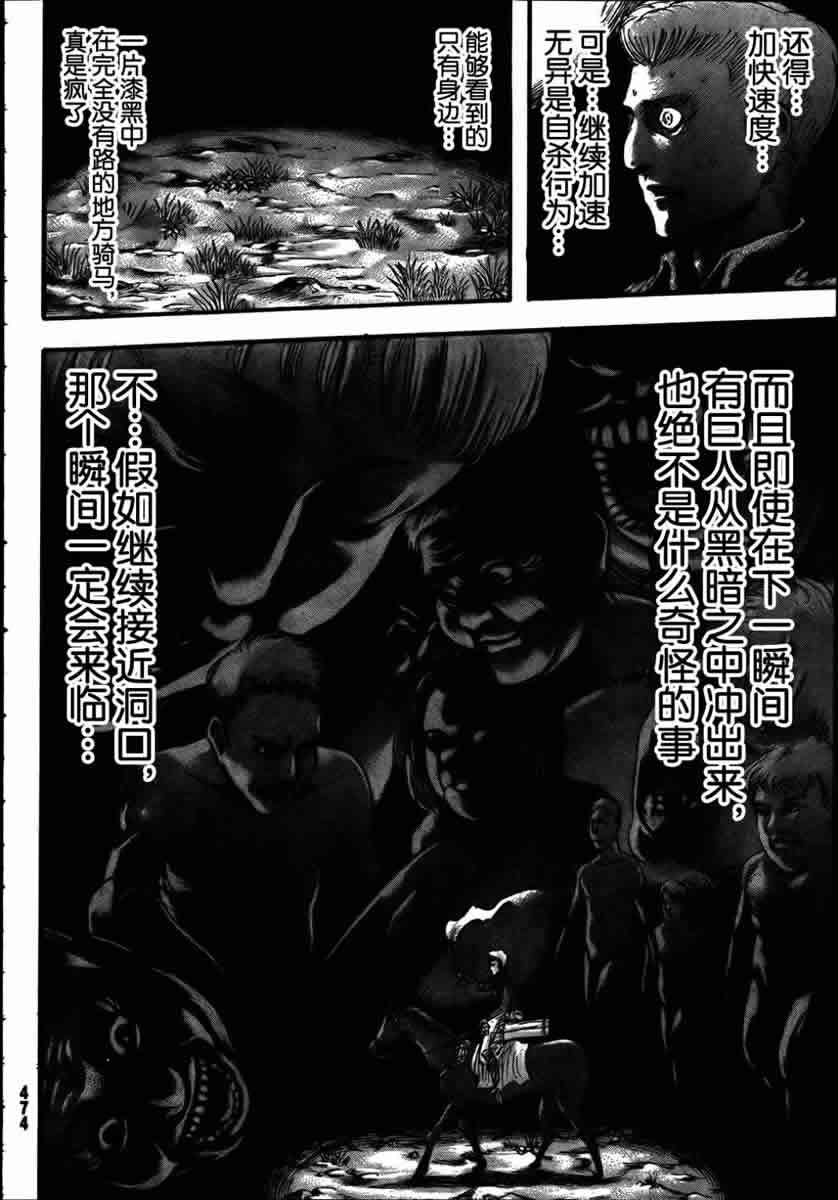 还得…
加快速度…
可是…继续加速
无异是自杀行为…
能够看到的
只有身边…
一片漆黑中
在完全没有路的地方骑马，
真是疯了
而且即使在下一瞬间
有巨人从黑暗之中冲出来，
也绝不是什么奇怪的事
不…假如继续接近洞口，
那个瞬间一定会来临…
474